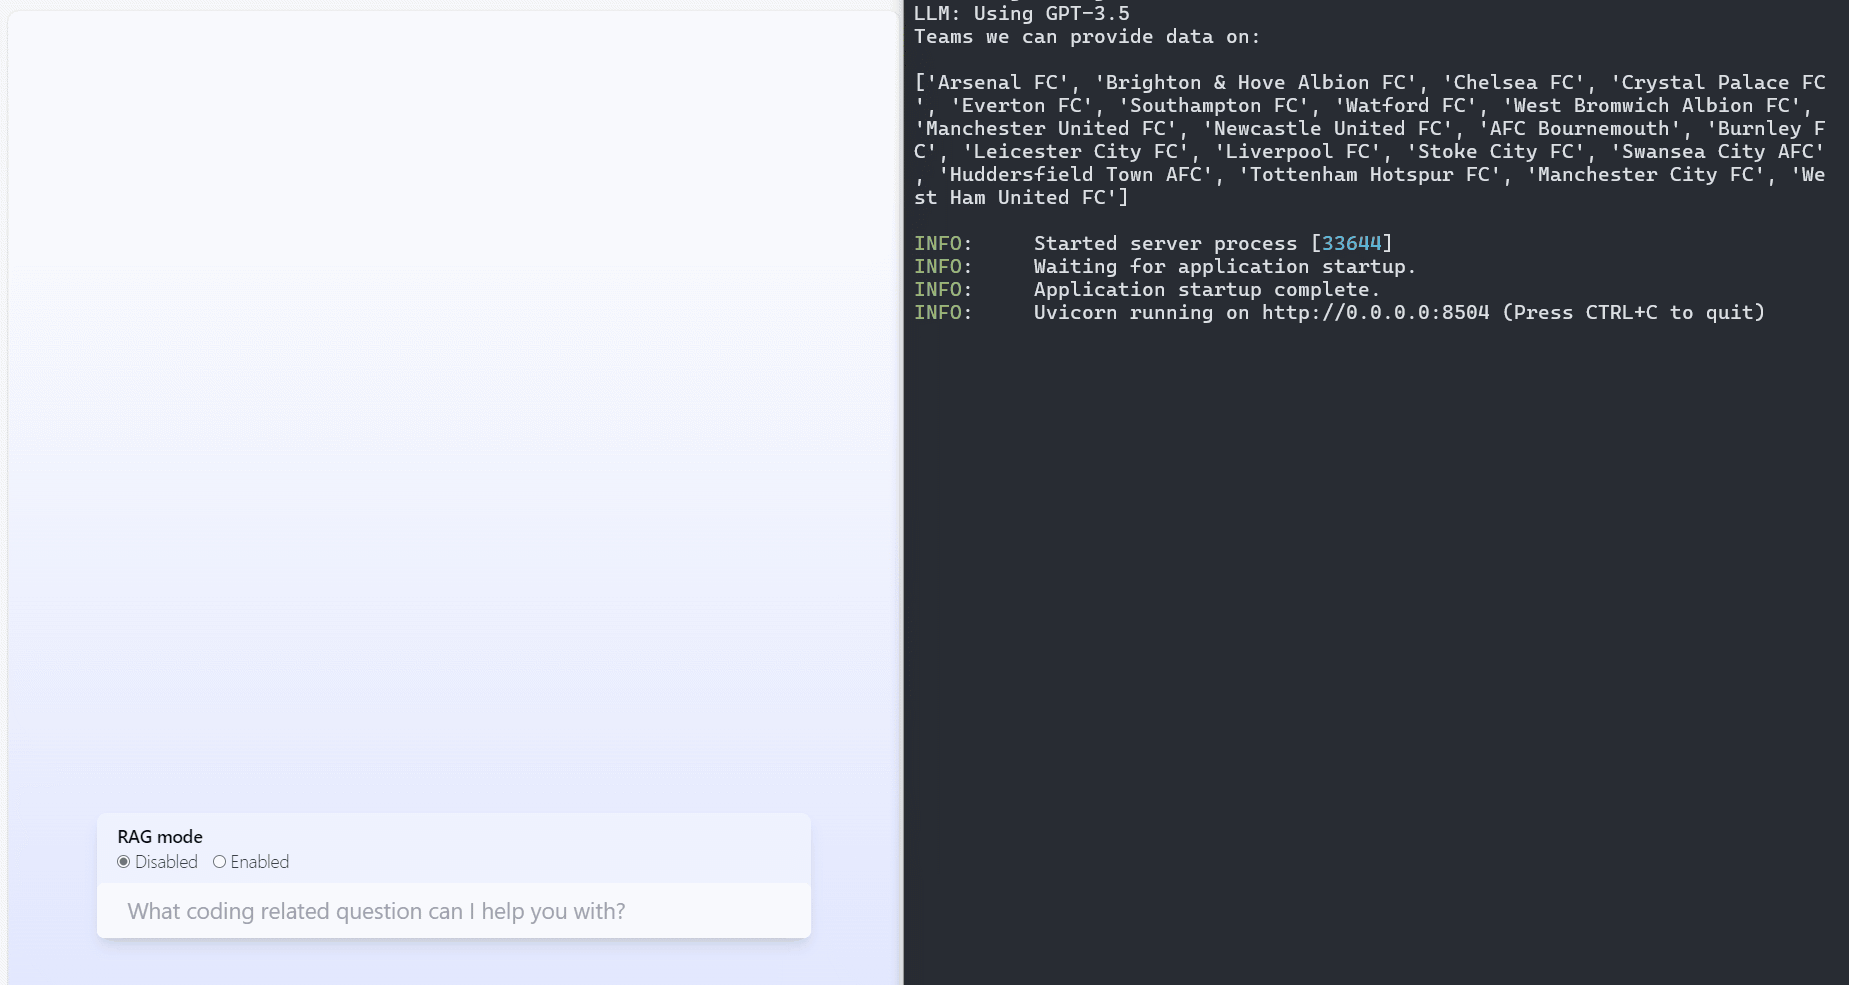 RAG mode
Disabled Enabled
What coding related question can I help you with?
LLM: Using GPT-3.5
Teams we can provide data on:
['Arsenal FC', 'Brighton & Hove Albion FC', 'Chelsea FC', 'Crystal Palace FC
', 'Everton FC', 'Southampton FC', 'Watford FC', 'West Bromwich Albion FC',
'Manchester United FC', 'Newcastle United FC', 'AFC Bournemouth', 'Burnley F
C', 'Leicester City FC', 'Liverpool FC', 'Stoke City FC', 'Swansea City AFC'
, 'Huddersfield Town AFC', 'Tottenham Hotspur FC', 'Manchester City FC', 'We
st Ham United FC']
INFO:     Started server process [33644]
INFO:     Waiting for application startup.
INFO:     Application startup complete.
INFO:     Uvicorn running on http://0.0.0.0:8504 (Press CTRL+C to quit)